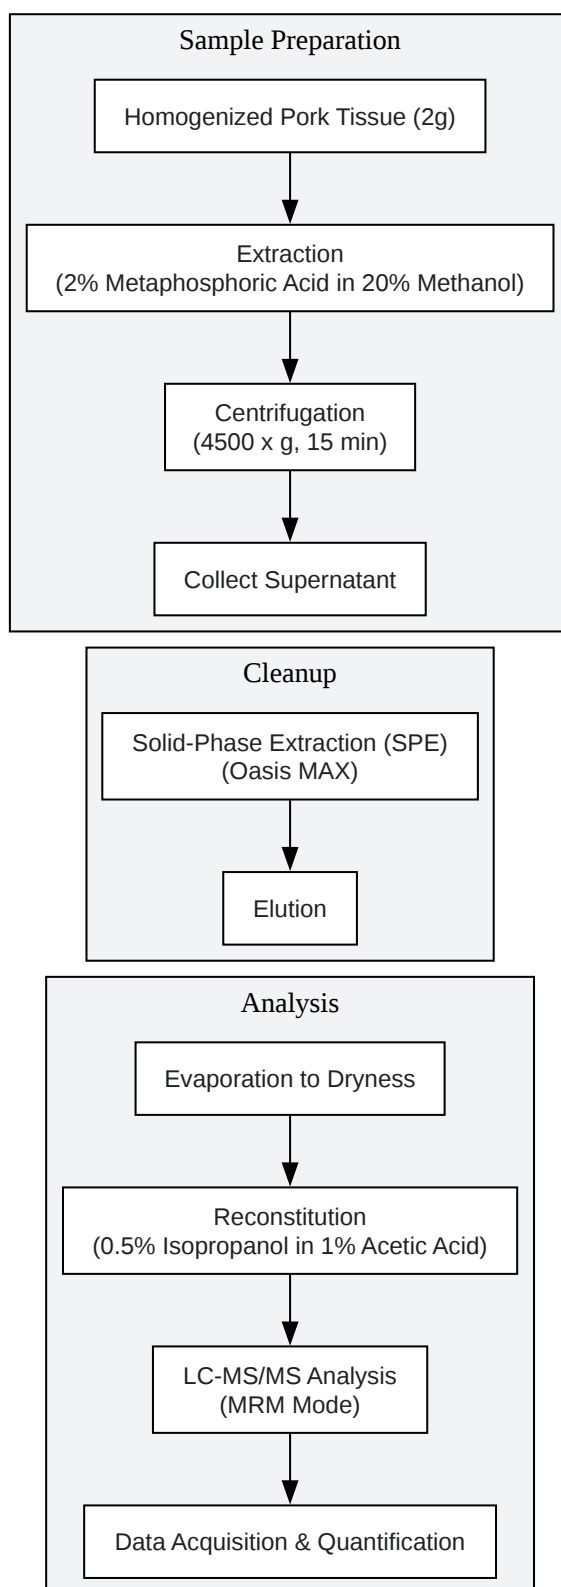 Sample Preparation
Homogenized Pork Tissue (2g)
Extraction
(2% Metaphosphoric Acid in 20% Methanol)
Centrifugation
(4500 x g, 15 min)
Collect Supernatant
Cleanup
Solid-Phase Extraction (SPE)
(Oasis MAX)
Elution
Analysis
Evaporation to Dryness
Reconstitution
(0.5% Isopropanol in 1% Acetic Acid)
LC-MS/MS Analysis
(MRM Mode)
Data Acquisition & Quantification